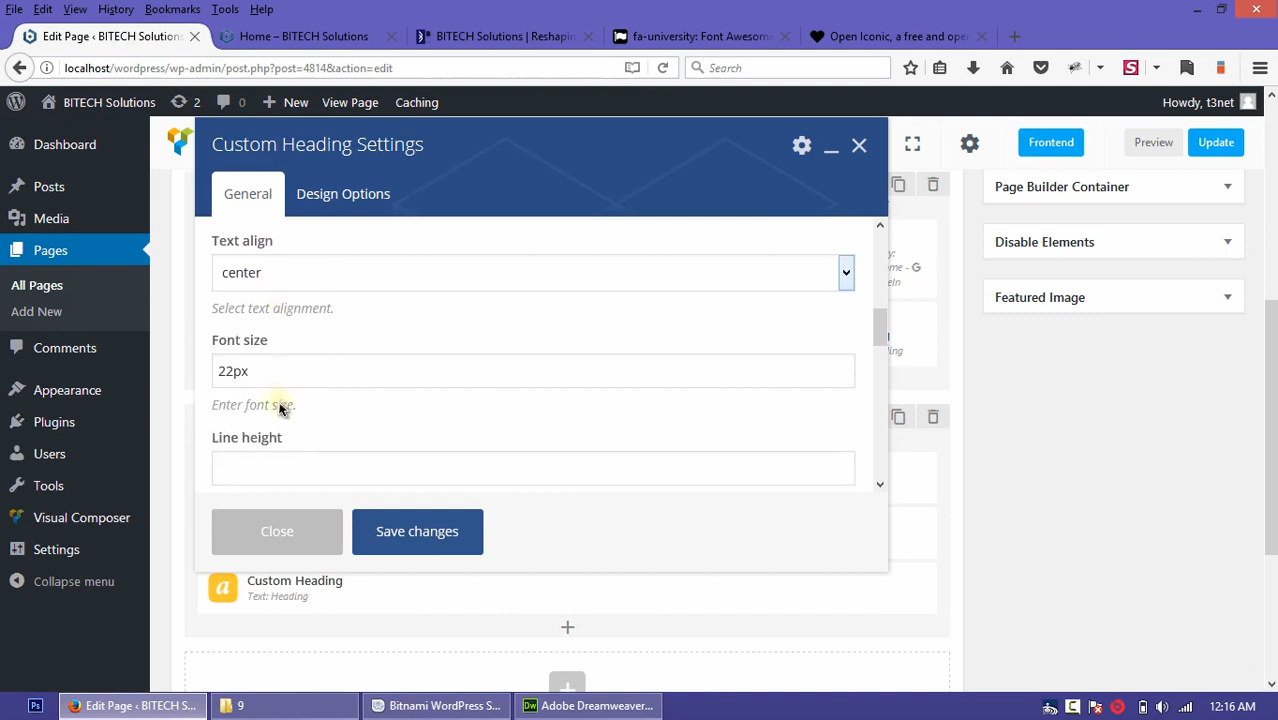 File Edit View History Bookmarks Tools Help
Edit Page ‹ BITECH Solutions Home – BITECH Solutions BITECH Solutions | Reshapin fa-university: Font Awesom Open Iconic, a free and oper
localhost/wordpress/wp-admin/post.php?post=4814&action=edit Search
BITECH Solutions 2 0 New View Page Caching Howdy, t3net
Dashboard
Posts
Media
Pages
All Pages
Add New
Comments
Appearance
Plugins
Users
Tools
Visual Composer
Settings
Collapse menu
Custom Heading Settings
General Design Options
Text align
center
Select text alignment.
Font size
22px
Enter font size.
Line height
Close Save changes
Custom Heading
Text: Heading
Frontend Preview Update
Page Builder Container
Disable Elements
Featured Image
Edit Page ‹ BITECH S... 9 Bitnami WordPress S... Adobe Dreamweaver...
12:16 AM